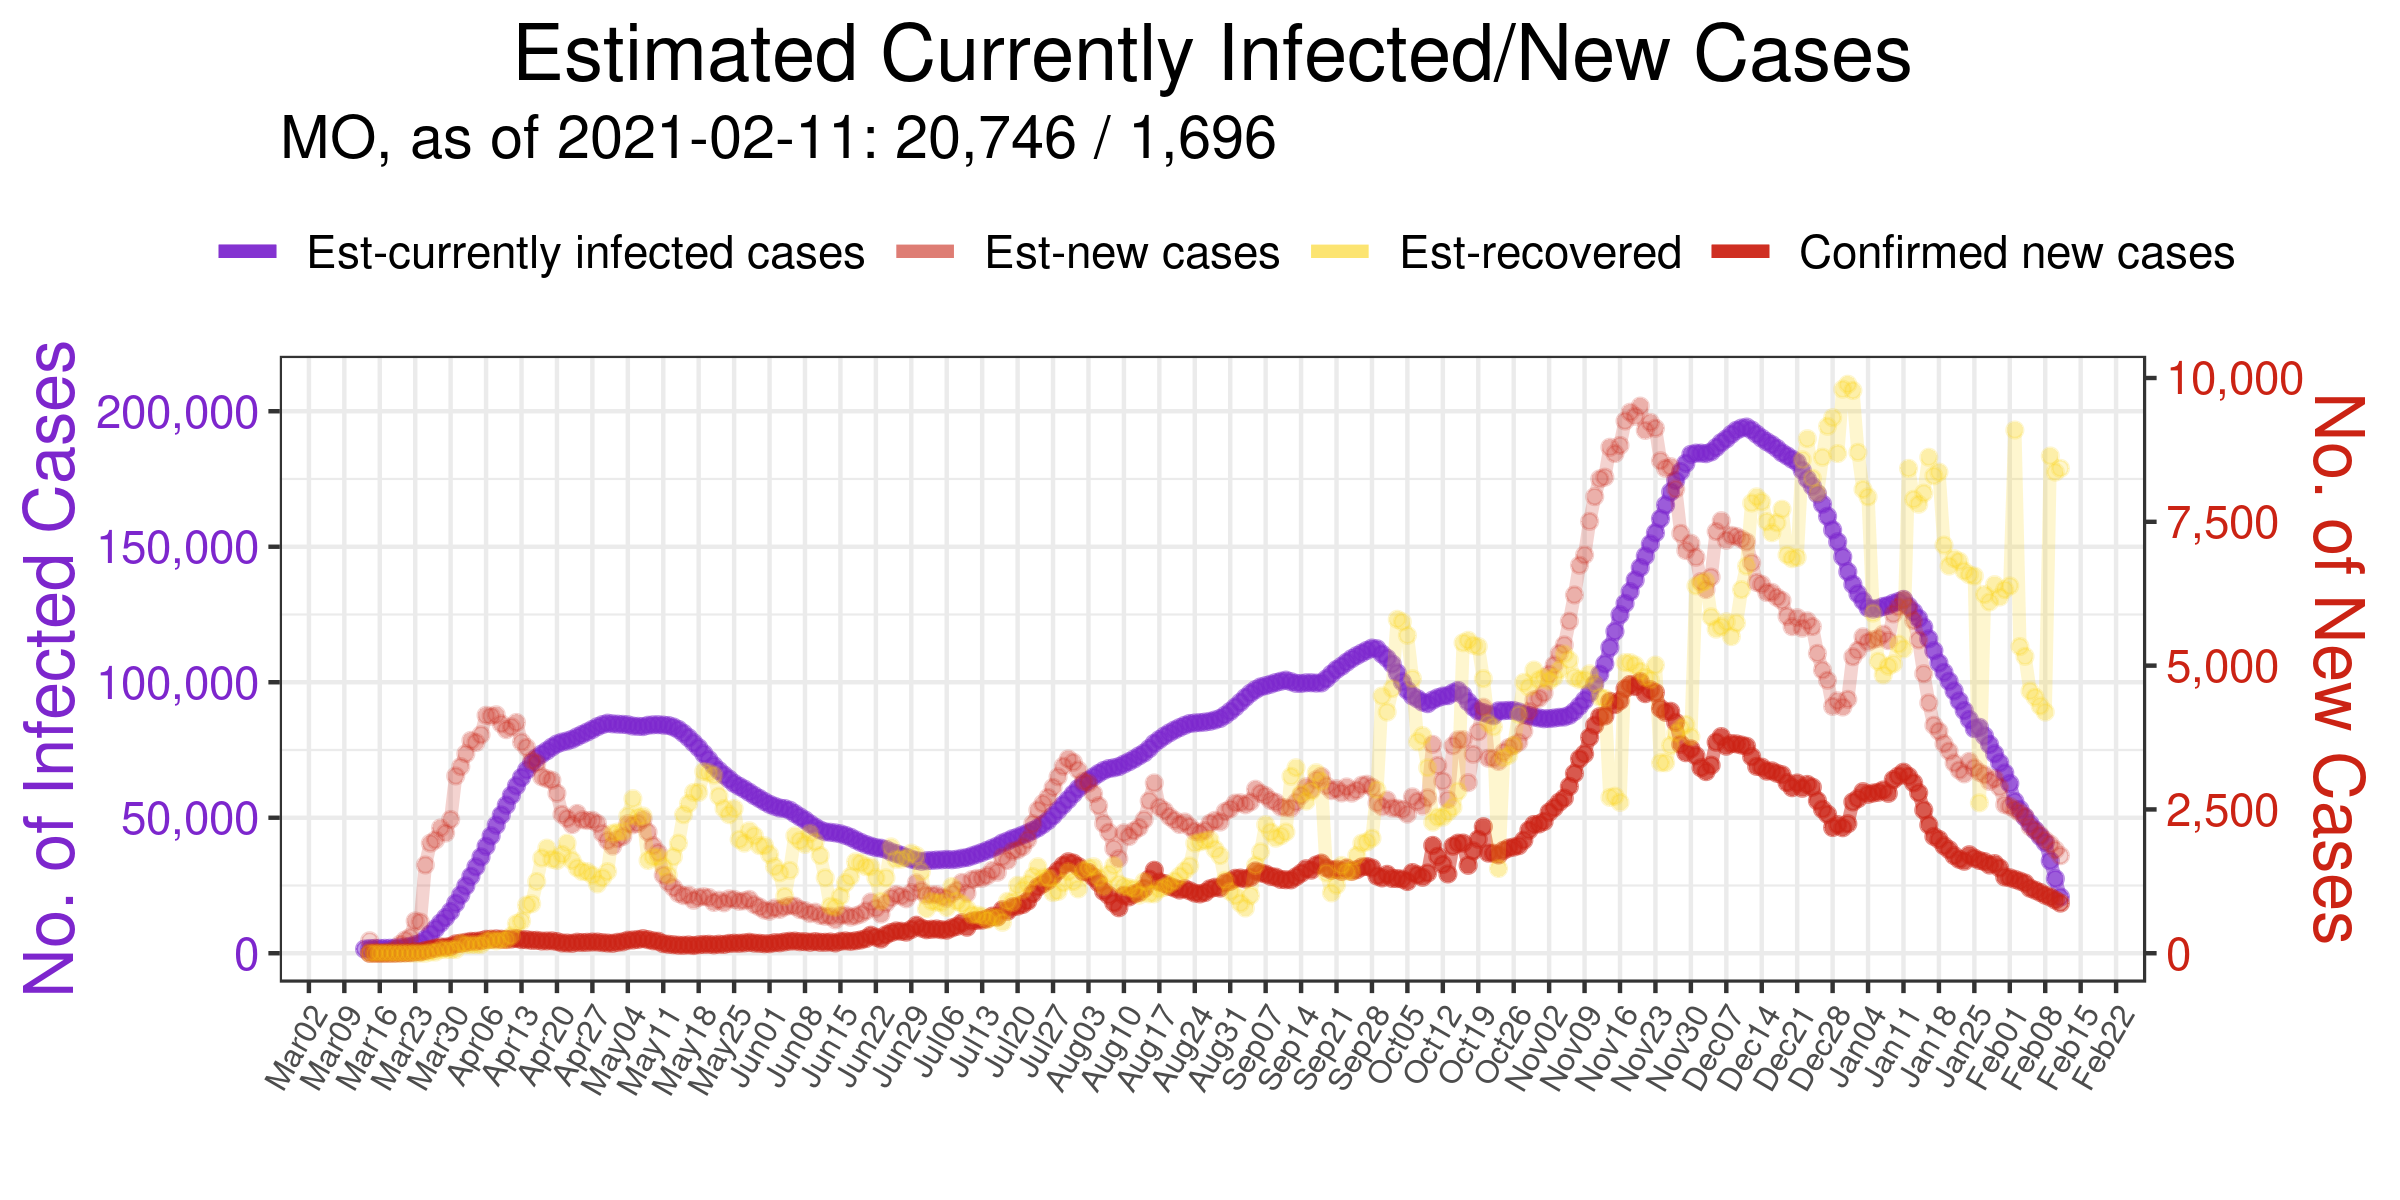 Estimated Currently Infected/New Cases
MO, as of 2021-02-11: 20,746 / 1,696
Est-currently infected cases Est-new cases Est-recovered Confirmed new cases
No. of Infected Cases
200,000
150,000
100,000
50,000
0
10,000
7,500
5,000
2,500
0
No. of New Cases
Mar02 Mar09 Mar16 Mar23 Mar30 Apr06 Apr13 Apr20 Apr27 May04 May11 May18 May25 Jun01 Jun08 Jun15 Jun22 Jun29 Jul06 Jul13 Jul20 Jul27 Aug03 Aug10 Aug17 Aug24 Aug31 Sep07 Sep14 Sep21 Sep28 Oct05 Oct12 Oct19 Oct26 Nov02 Nov09 Nov16 Nov23 Nov30 Dec07 Dec14 Dec21 Dec28 Jan04 Jan11 Jan18 Jan25 Feb01 Feb08 Feb15 Feb22